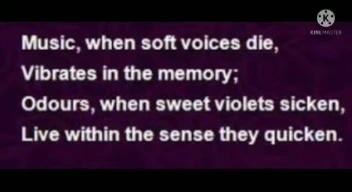 KINEMASTER
Music, when soft voices die,
Vibrates in the memory;
Odours, when sweet violets sicken,
Live within the sense they quicken.